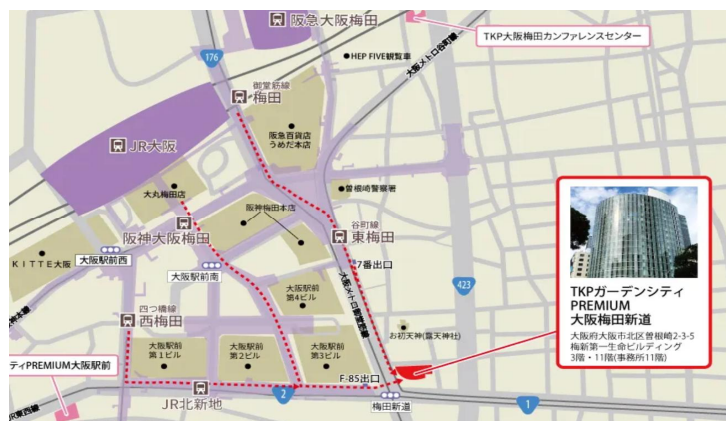 阪急大阪梅田
TKP大阪梅田カンファレンスセンター
176
HEP FIVE観覧車
大阪メトロ谷町線
御堂筋線
梅田
阪急百貨店
うめだ本店
JR大阪
大丸梅田店
曽根崎警察署
阪神梅田本店
谷町線
東梅田
阪神大阪梅田
KITTE大阪
大阪駅前西
大阪駅前南
7番出口
大阪駅前
第4ビル
423
四つ橋線
西梅田
お初天神(露天神社)
大阪駅前
第1ビル
大阪駅前
第2ビル
大阪駅前
第3ビル
ティPREMIUM大阪駅前
F-85出口
JR北新地
2
梅田新道
1
JR東西線
TKPガーデンシティ
PREMIUM
大阪梅田新道
大阪府大阪市北区曽根崎2-3-5
梅新第一生命ビルディング
3階・11階(事務所11階)